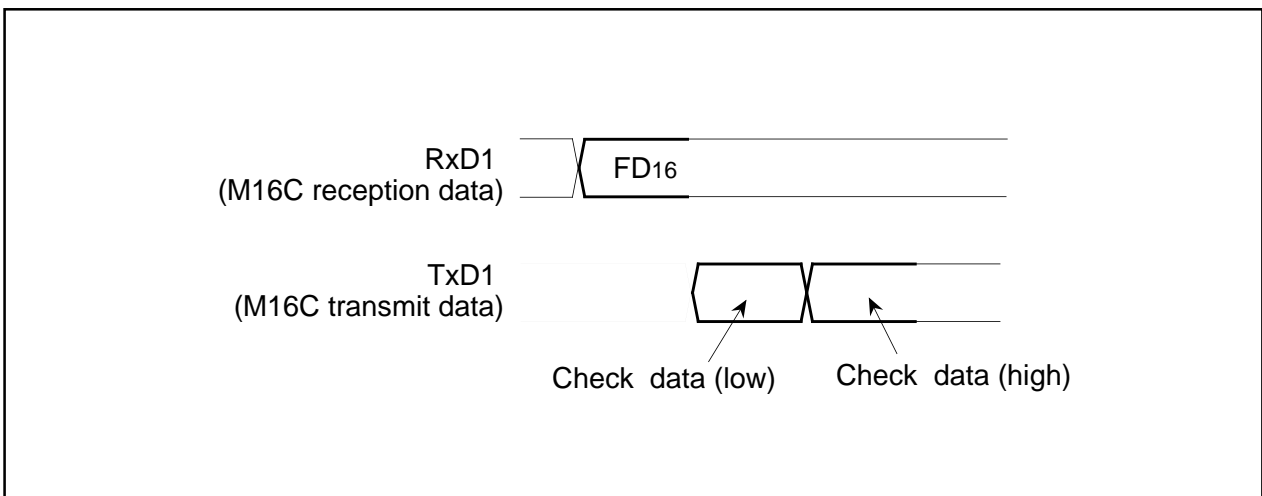 RxD1
(M16C reception data)
FD16
TxD1
(M16C transmit data)
Check data (low)
Check data (high)